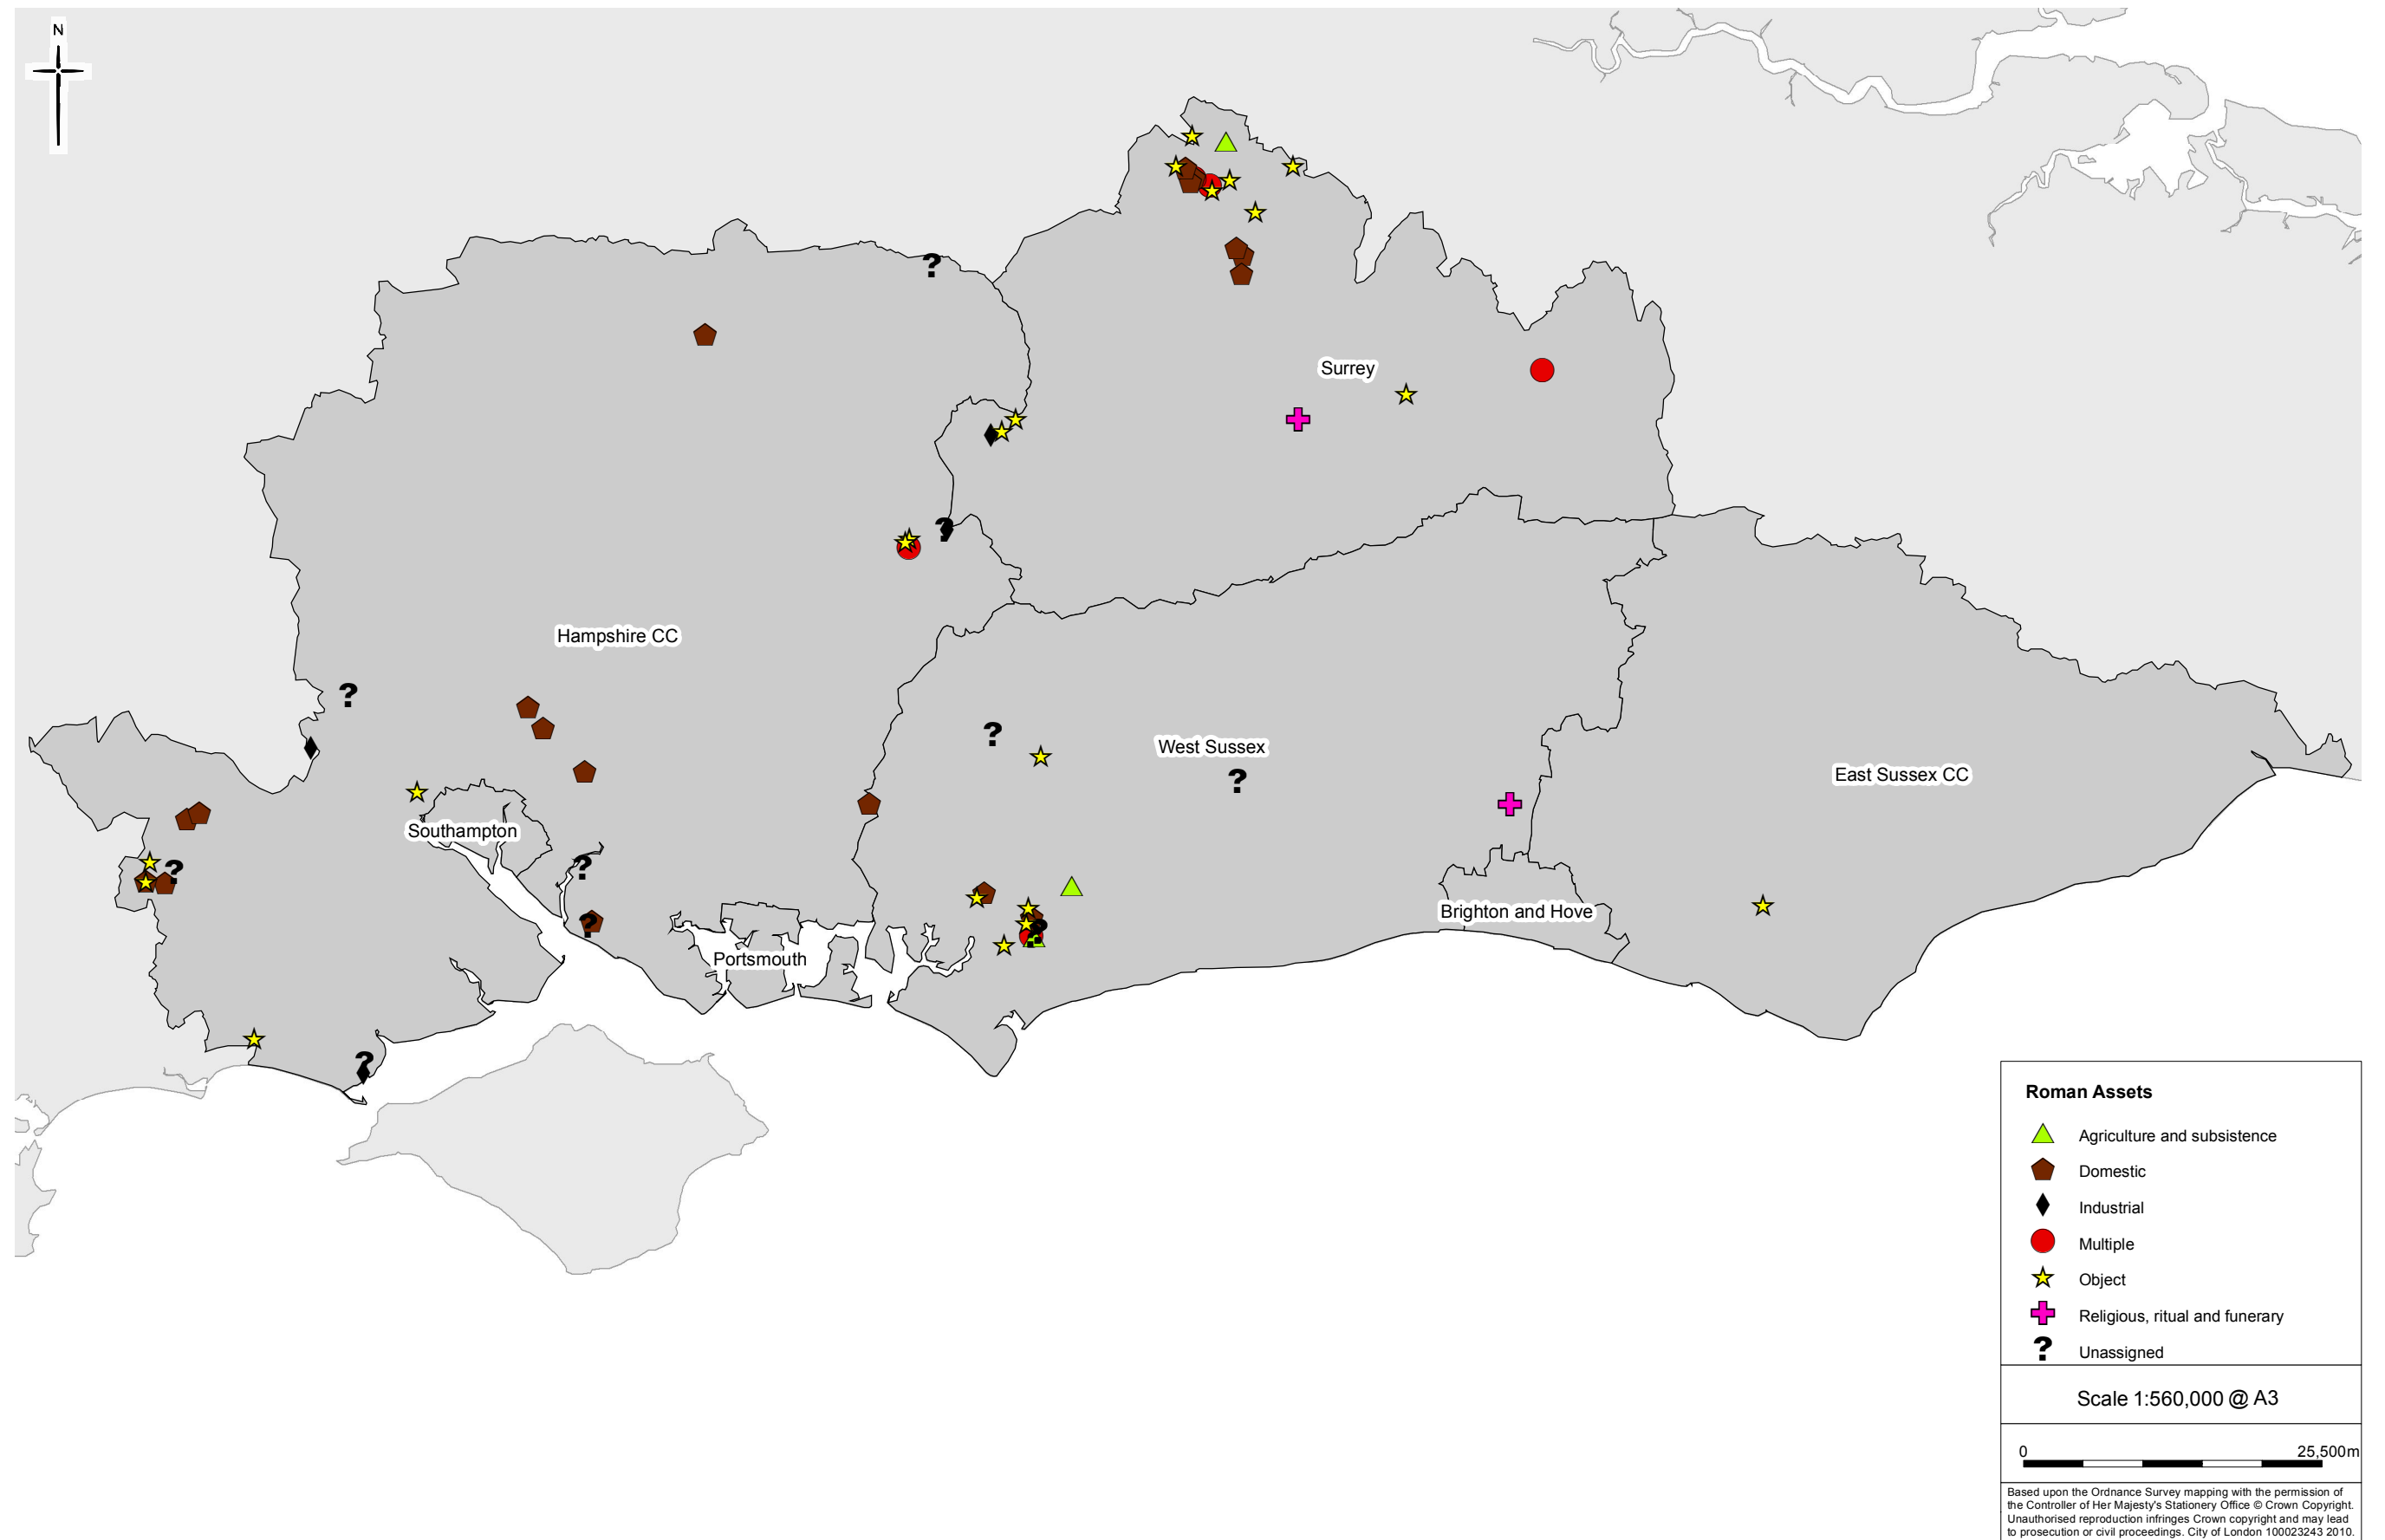 N
Surrey
Hampshire CC
West Sussex
East Sussex CC
Southampton
Brighton and Hove
Portsmouth
Roman Assets
Agriculture and subsistence
Domestic
Industrial
Multiple
Object
Religious, ritual and funerary
? Unassigned
Scale 1:560,000 @ A3
0 25,500m
Based upon the Ordnance Survey mapping with the permission of
the Controller of Her Majesty's Stationery Office © Crown Copyright.
Unauthorised reproduction infringes Crown copyright and may lead
to prosecution or civil proceedings. City of London 100023243 2010.